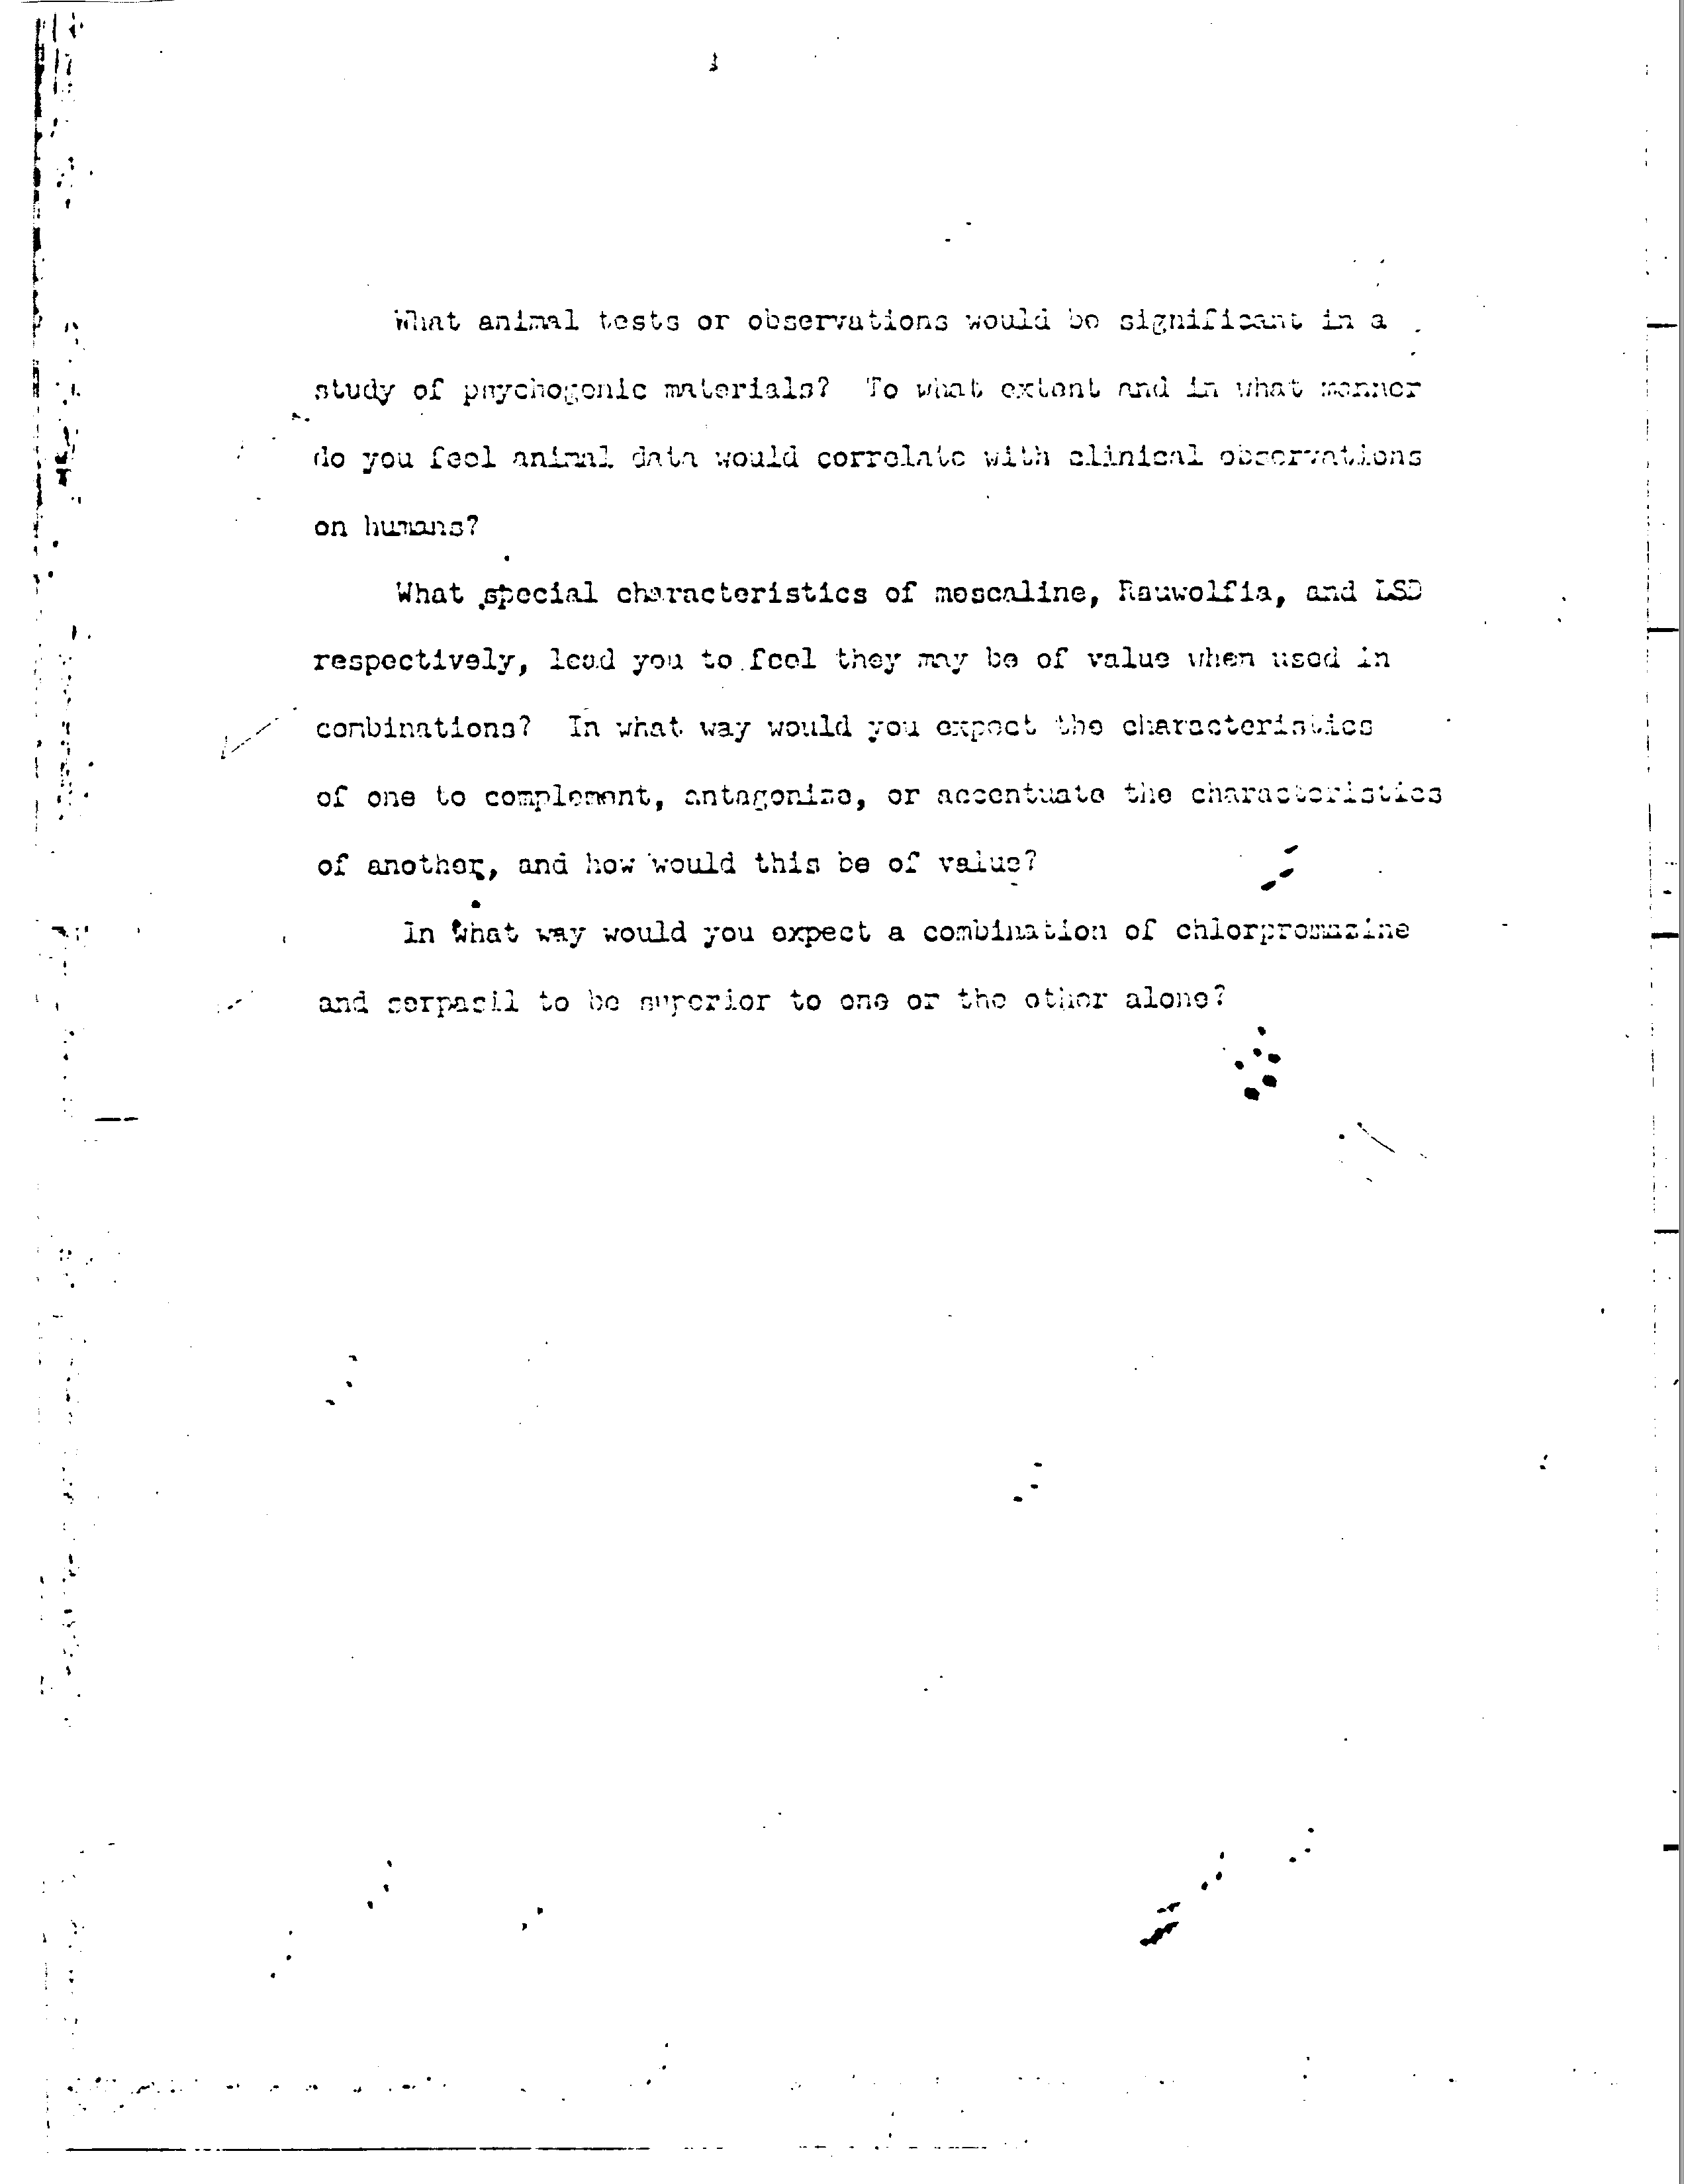 What animal tests or observations would be significant in a
study of psychogenic materials? To what extent and in what manner
do you feel animal data would correlate with clinical observations
on humans?
What special characteristics of mescaline, Rauwolfia, and LSD
respectively, lead you to feel they may be of value when used in
combinations? In what way would you expect the characteristics
of one to complement, antagonize, or accentuate the characteristics
of another, and how would this be of value?
In what way would you expect a combination of chlorpromazine
and serpasil to be superior to one or the other alone?